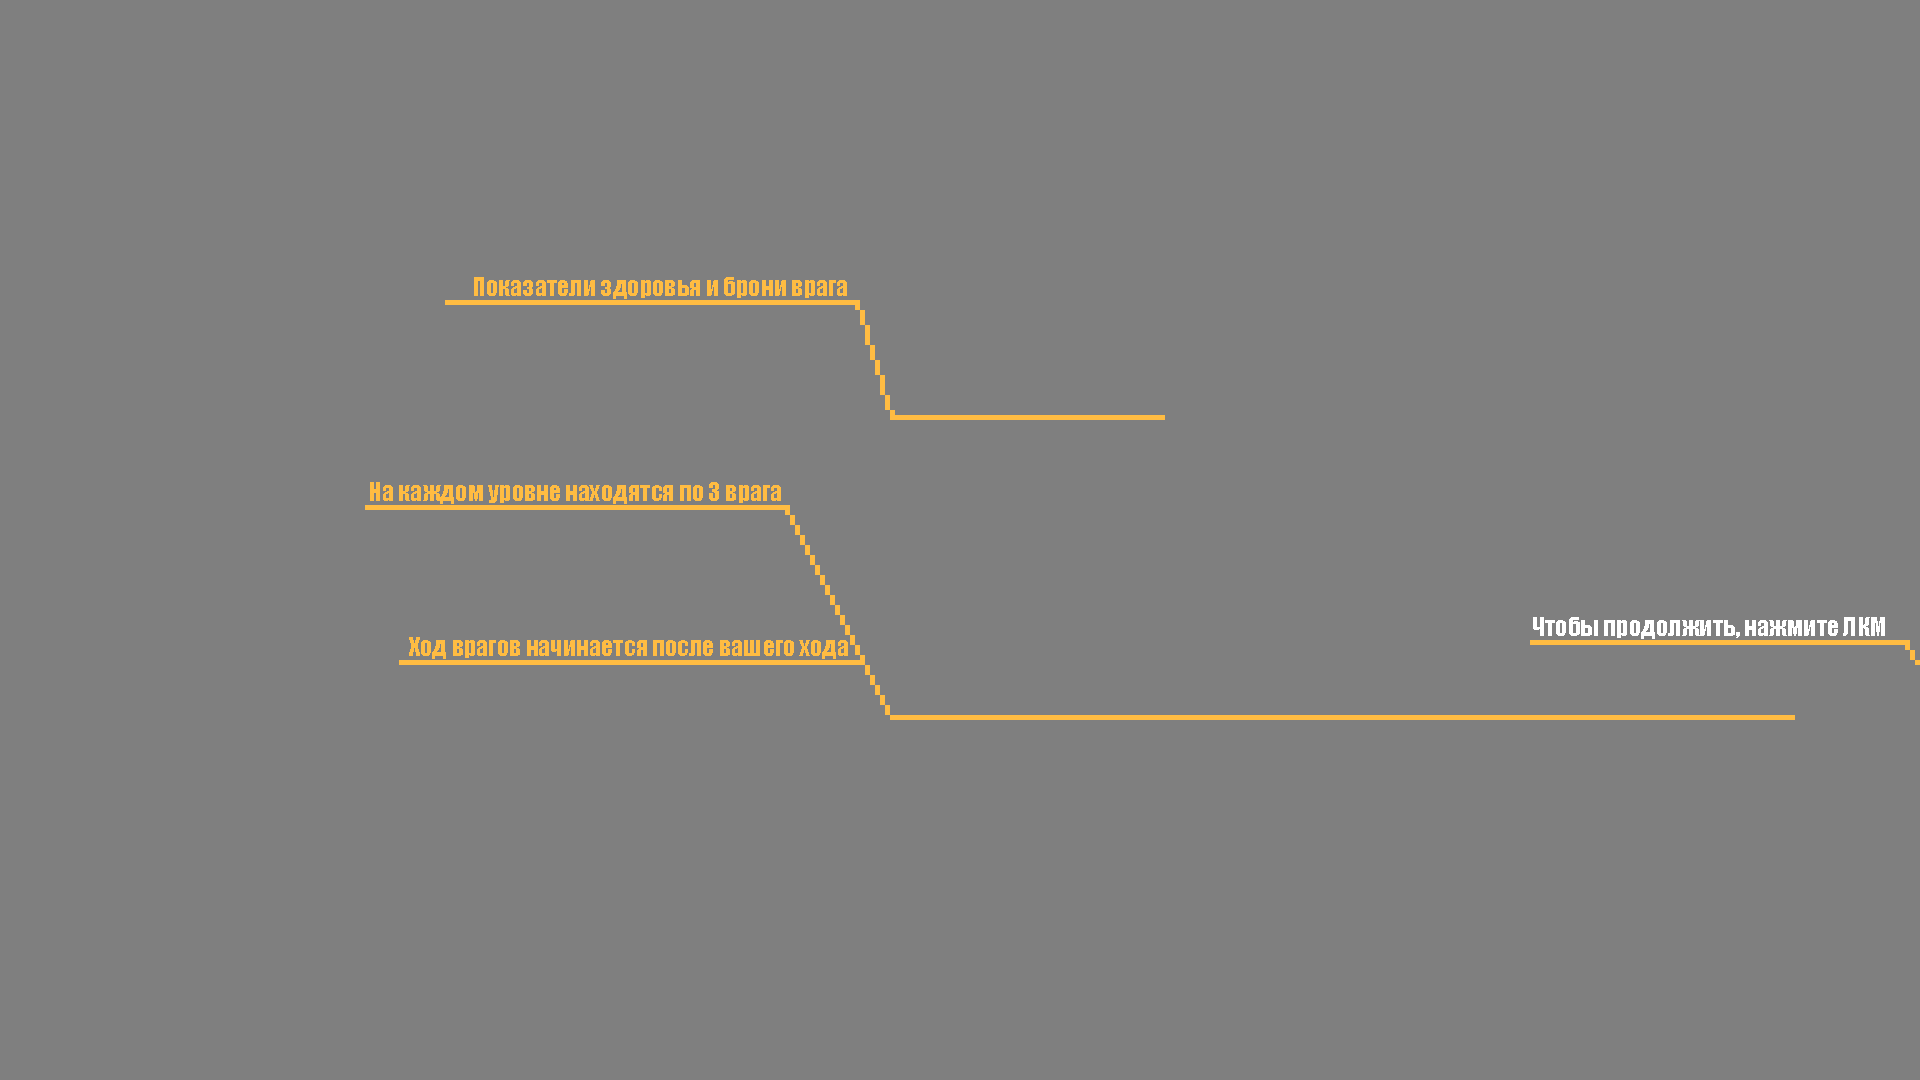 Показатели здоровья и брони врага
На каждом уровне находятся по 3 врага
Ход врагов начинается после вашего хода
Чтобы продолжить, нажмите ЛКМ